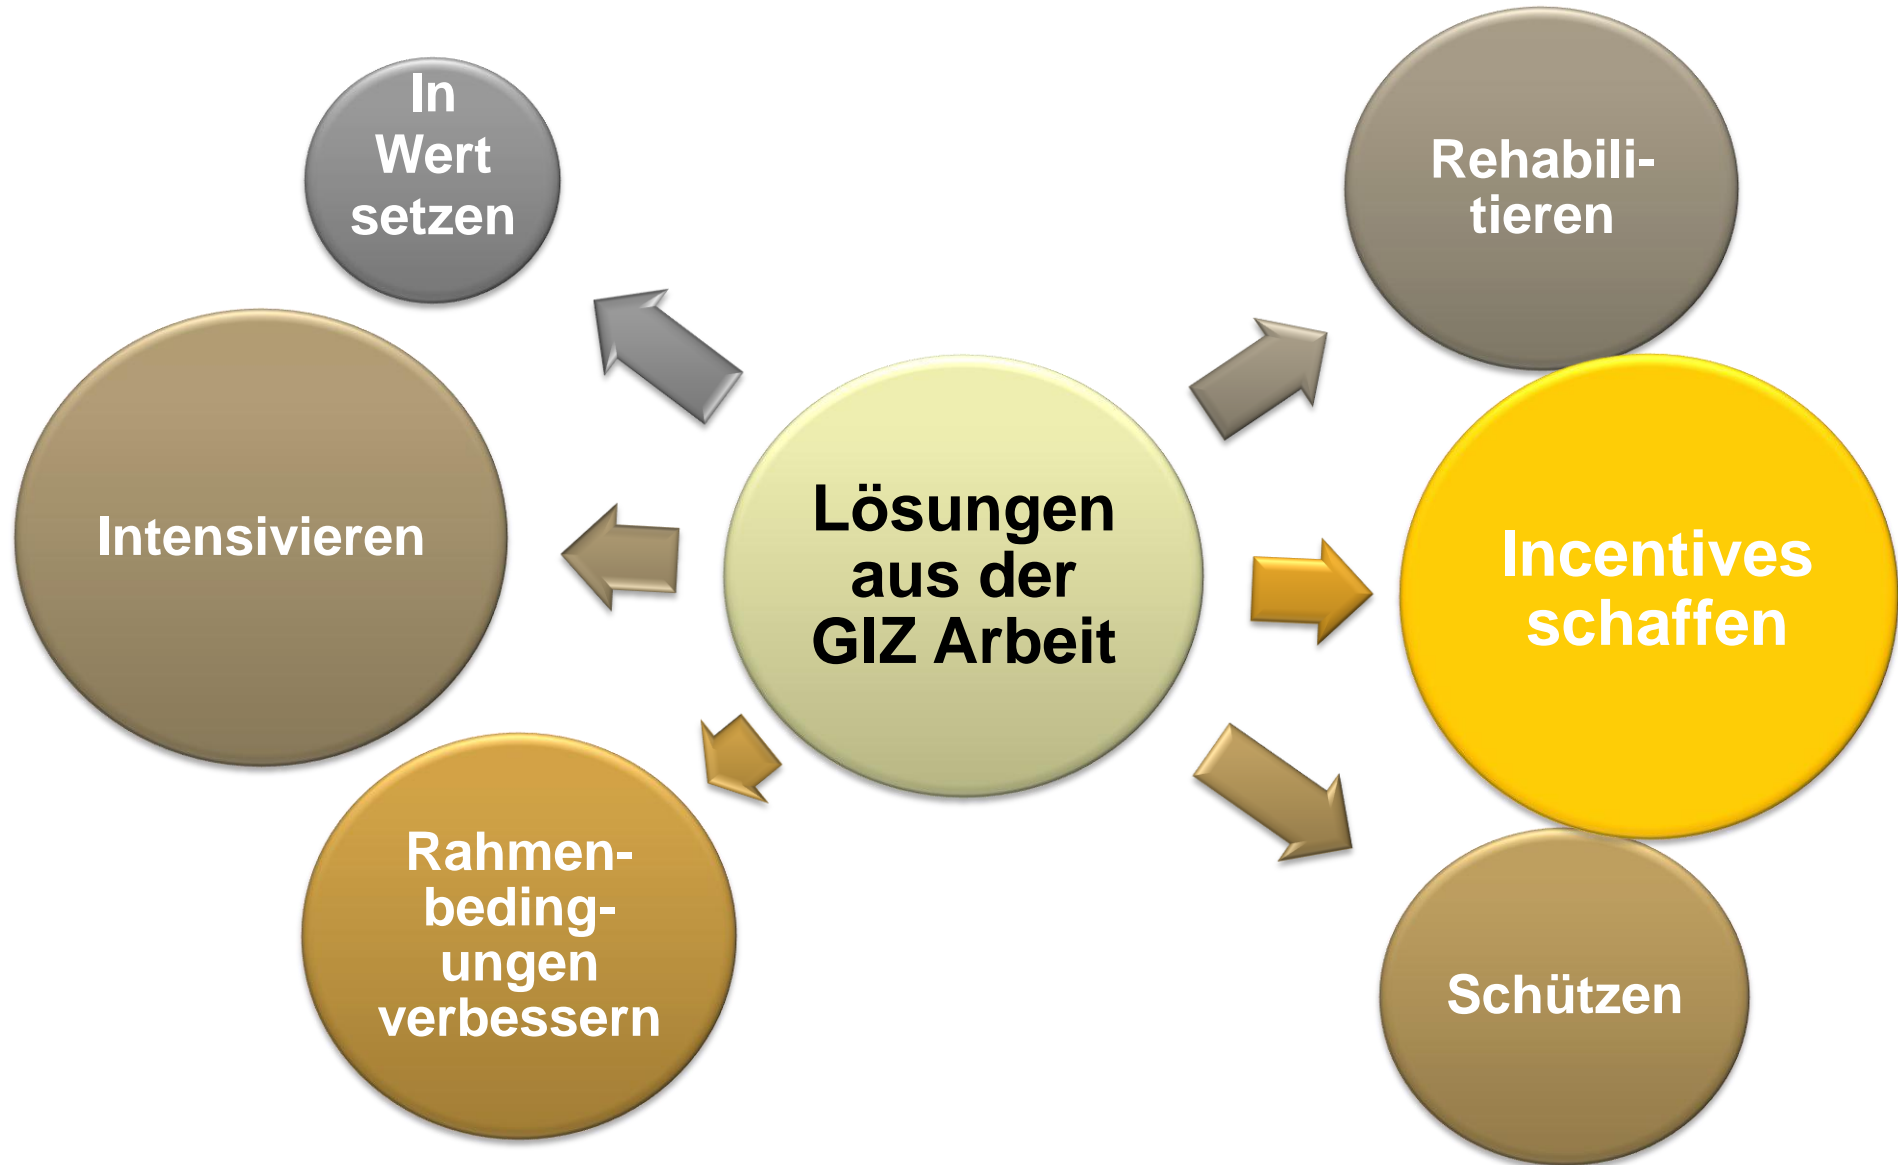 In
Wert
setzen
Rehabili-
tieren
Intensivieren
Lösungen
aus der
GIZ Arbeit
Incentives
schaffen
Rahmen-
beding-
ungen
verbessern
Schützen